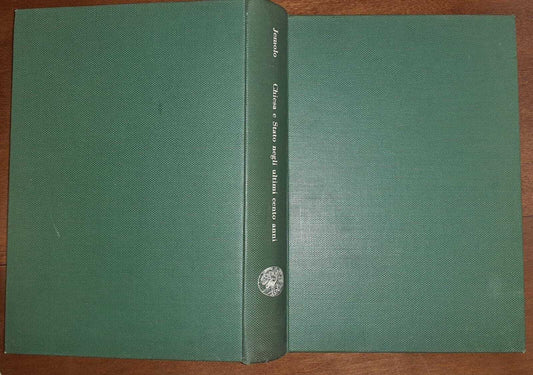 Jemolo Chiesa e Stato negli ultimi cento anni